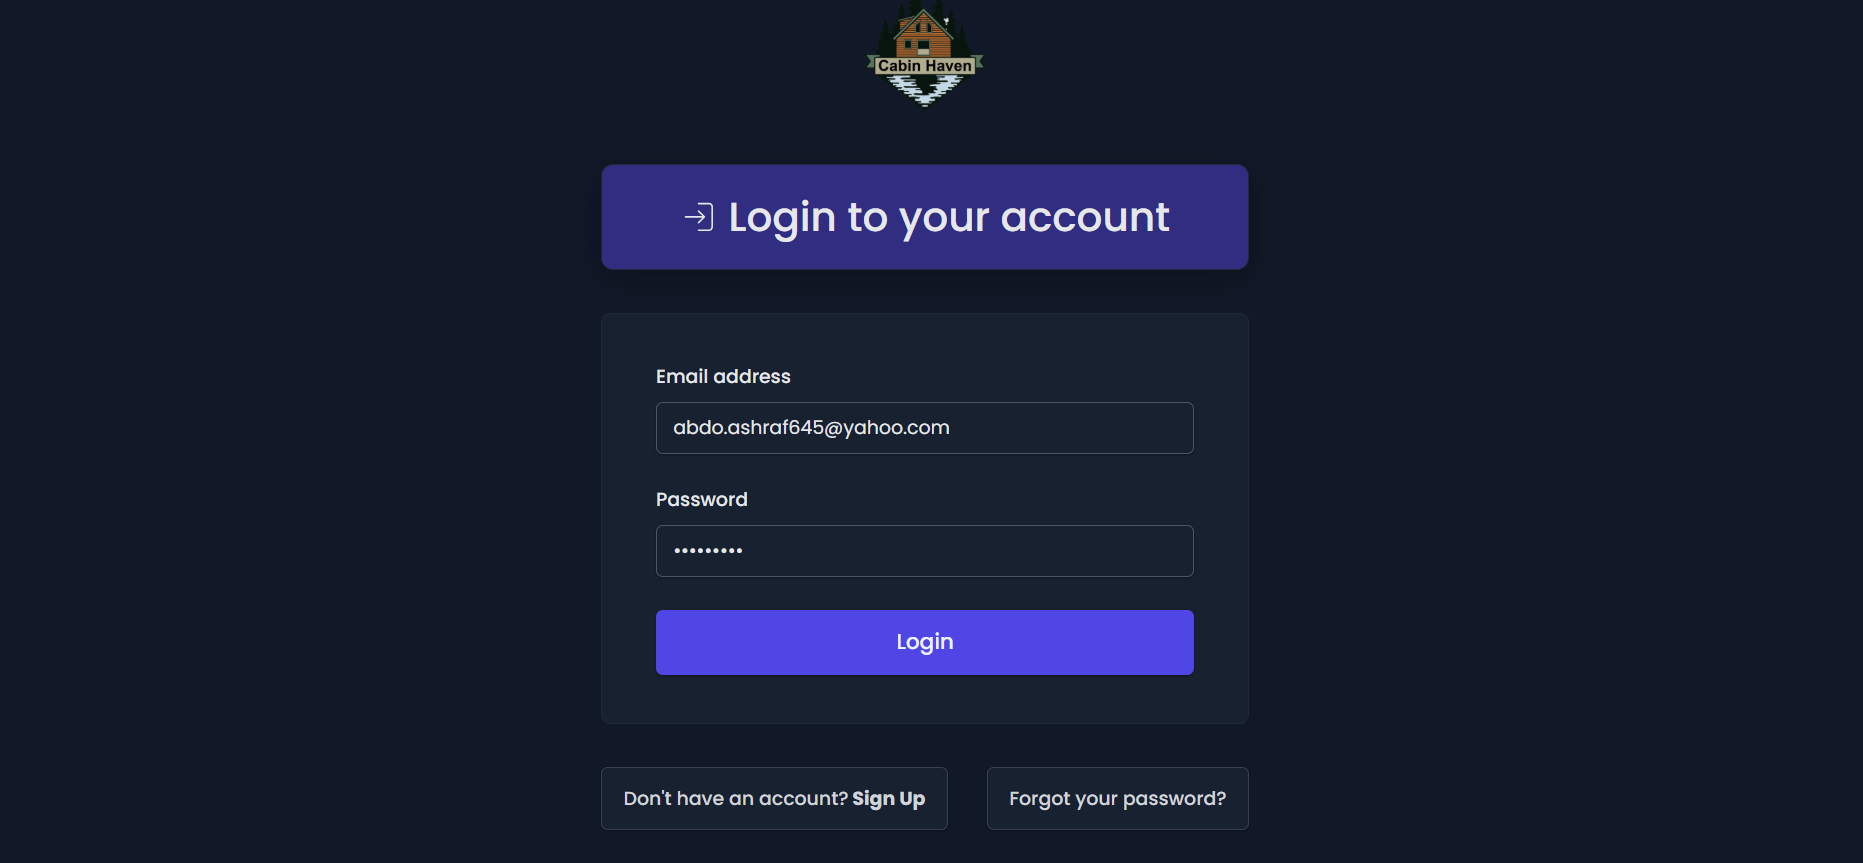 Cabin Haven
Login to your account
Email address
abdo.ashraf645@yahoo.com
Password
•••••••••
Login
Don't have an account? Sign Up
Forgot your password?